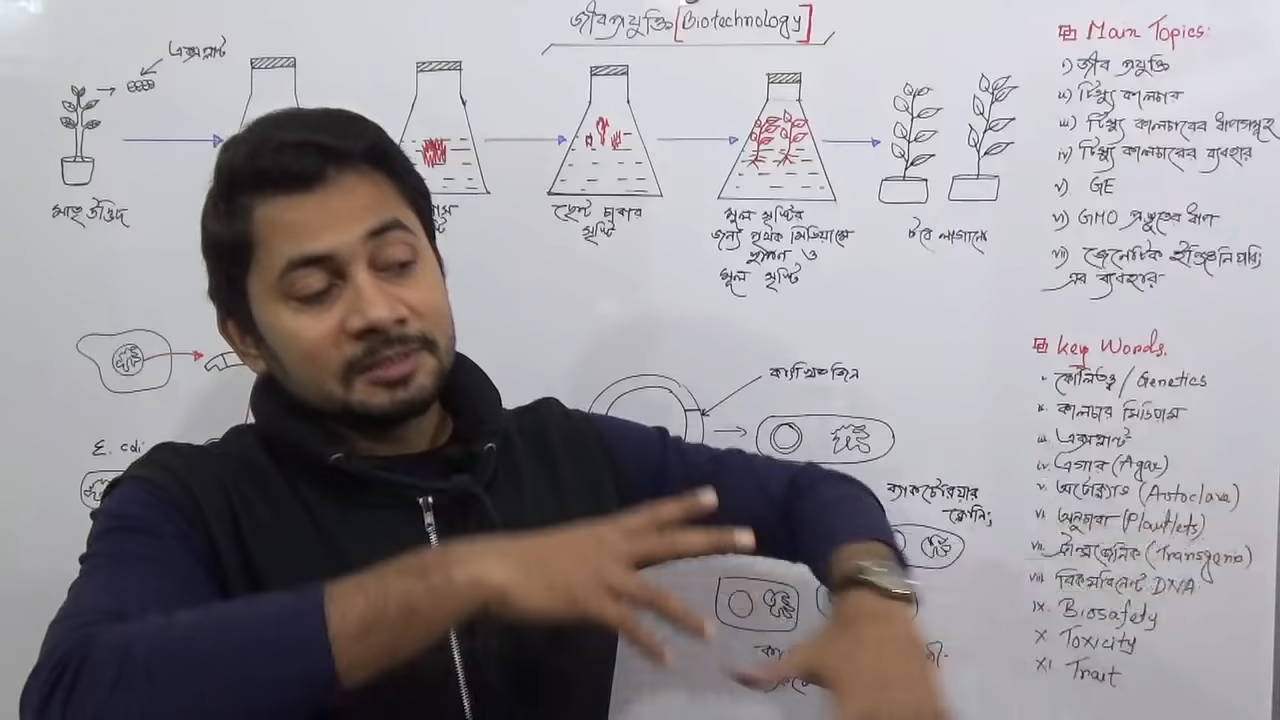 জীবপ্রযুক্তি [Biotechnology]
এক্সপ্লান্ট
মাতৃউদ্ভিদ
ছোট চারার
সৃষ্টি
মূল সৃষ্টির
জন্য পৃথক মিডিয়ামে
স্থাপন ও
মূল সৃষ্টি
টবে লাগানো
E. coli
কাঙ্খিত জিন
ব্যাকটেরিয়ার
Main Topics:
i) জীব প্রযুক্তি
ii) টিস্যু কালচার
iii) টিস্যু কালচারের ধাপসমূহ
iv) টিস্যু কালচারের ব্যবহার
v) GE
vi) GMO প্রস্তুতের ধাপ
vii) জেনেটিক ইঞ্জিনিয়ারিং
এর ব্যবহার
Key Words.
i. কৌলিতত্ত্ব / Genetics
ii. কালচার মিডিয়াম
iii. এক্সপ্লান্ট
iv. এগার (Agar)
v. অটোক্লেভ (Autoclave)
vi. অনুচারা (Plantlets)
vii. ট্রান্সজেনিক (Transgenic)
viii. রিকম্বিনেন্ট DNA
ix. Biosafety
x. Toxicity
xi. Trait